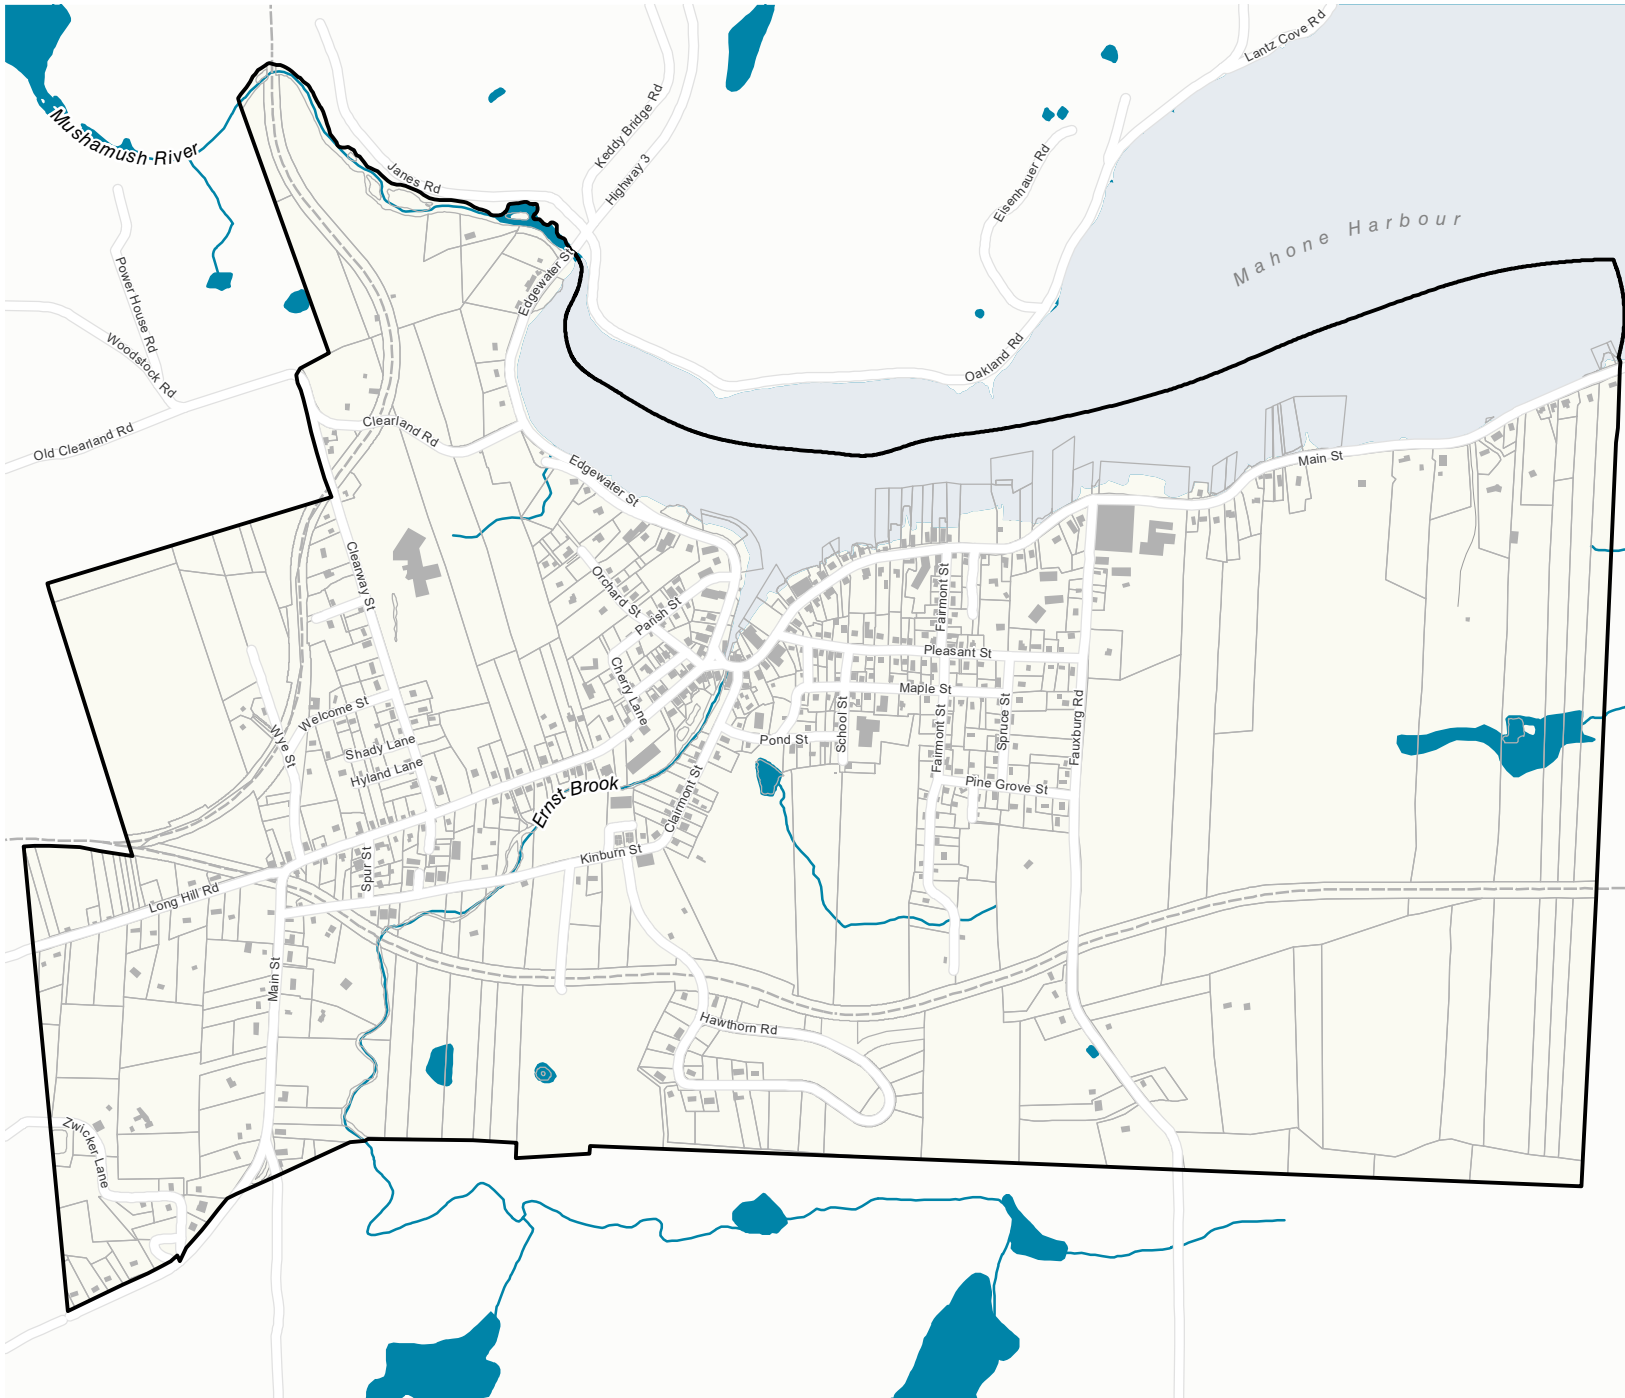 Lantz Cove Rd
Mushamush River
Keddy Bridge Rd
Highway 3
Janes Rd
Eisenhauer Rd
Mahone Harbour
Power House Rd
Edgewater St
Woodstock Rd
Oakland Rd
Old Clearland Rd
Clearland Rd
Main St
Edgewater St
Clearway St
Orchard St
Fairmont St
Parish St
Pleasant St
Cherry Lane
Maple St
Welcome St
School St
Spruce St
Fauxburg Rd
Wye St
Shady Lane
Pond St
Fairmont St
Hyland Lane
Ernst Brook
Clairmont St
Pine Grove St
Kinburn St
Spur St
Long Hill Rd
Main St
Hawthorn Rd
Zwicker Lane